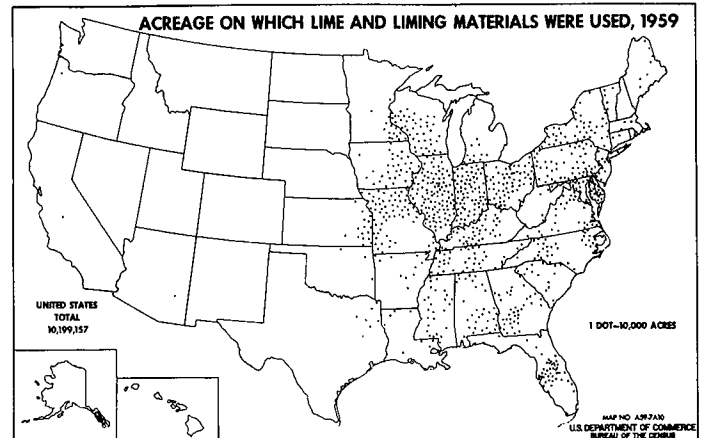 ACREAGE ON WHICH LIME AND LIMING MATERIALS WERE USED, 1959
UNITED STATES
TOTAL
10,199,157
1 DOT—10,000 ACRES
MAP NO A59-7A10
U.S. DEPARTMENT OF COMMERCE
BUREAU OF THE CENSUS